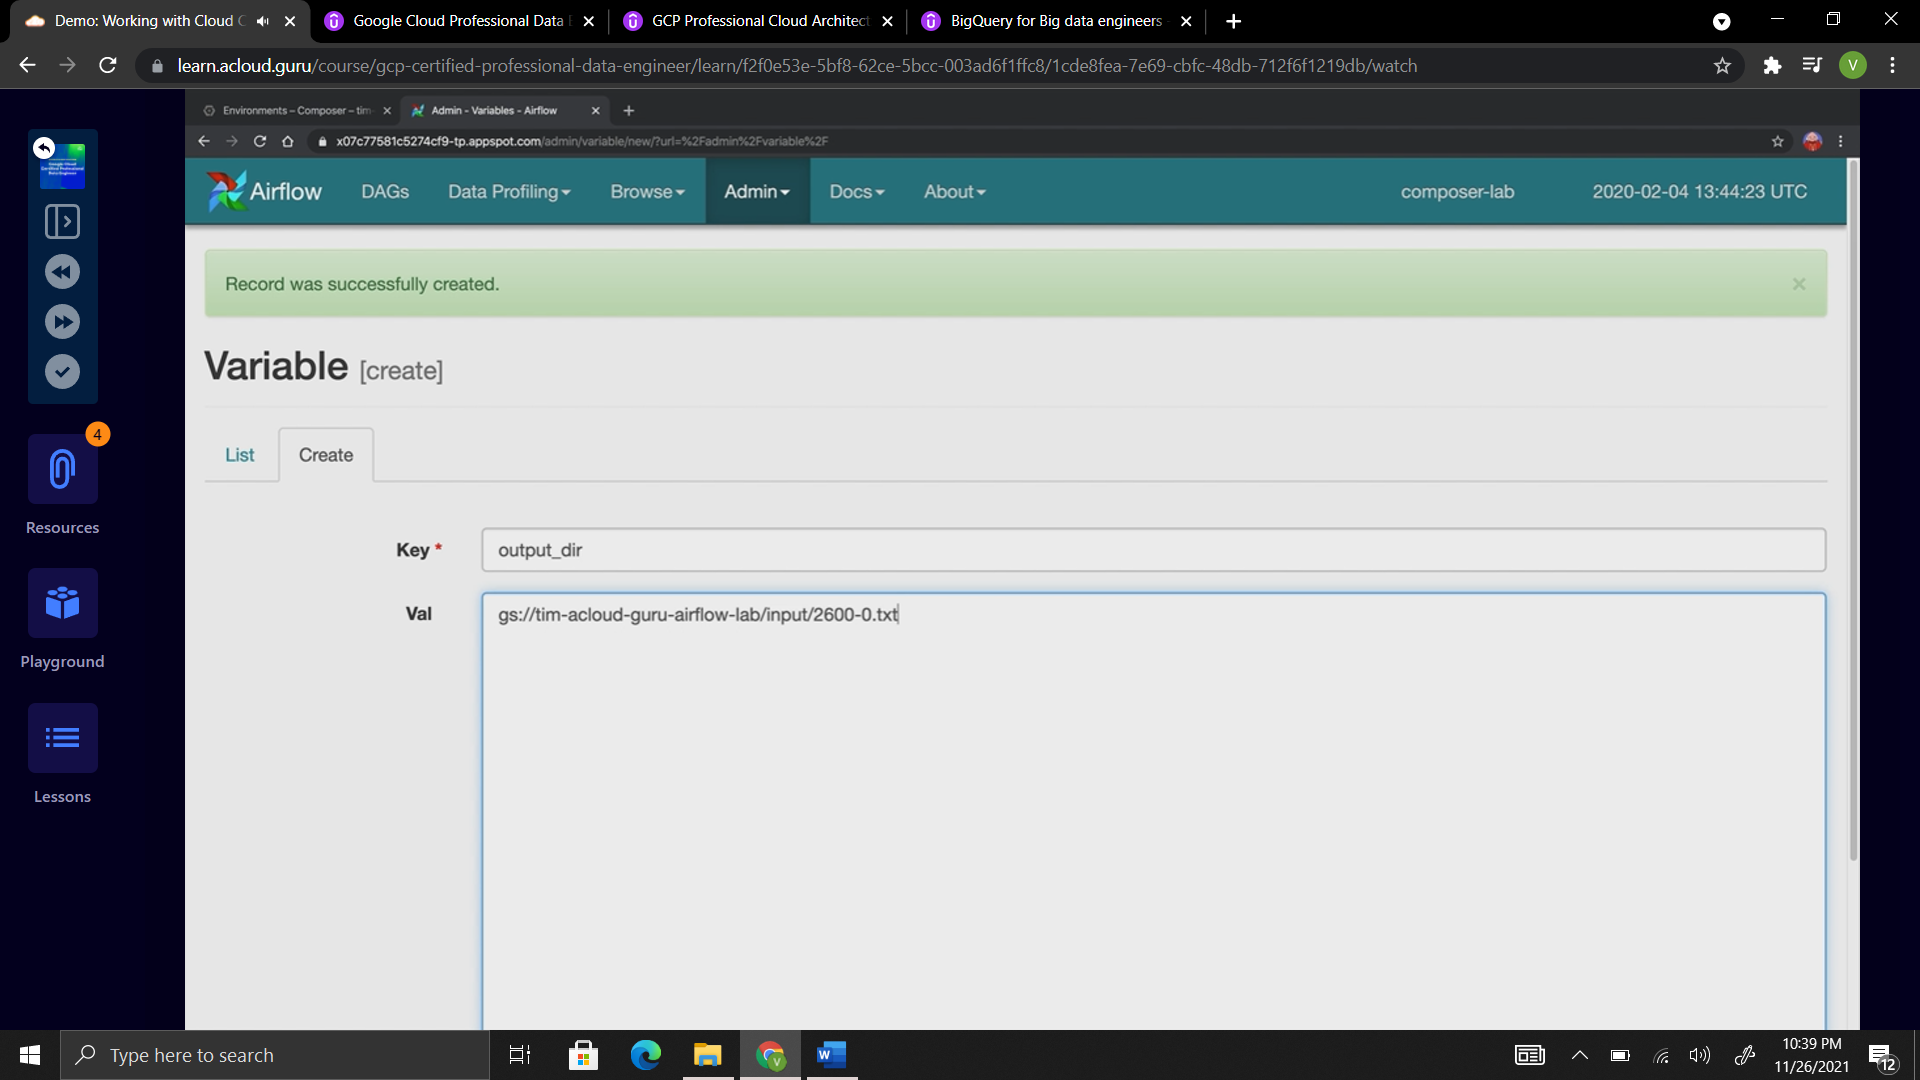 Demo: Working with Cloud C
Google Cloud Professional Data E
GCP Professional Cloud Architect
BigQuery for Big data engineers
learn.acloud.guru/course/gcp-certified-professional-data-engineer/learn/f2f0e53e-5bf8-62ce-5bcc-003ad6f1ffc8/1cde8fea-7e69-cbfc-48db-712f6f1219db/watch
V
Environments – Composer – tim-
Admin - Variables - Airflow
x07c77581c5274cf9-tp.appspot.com/admin/variable/new/?url=%2Fadmin%2Fvariable%2F
Airflow DAGs Data Profiling Browse Admin Docs About composer-lab 2020-02-04 13:44:23 UTC
Record was successfully created.
Variable [create]
List Create
Key * output_dir
Val gs://tim-acloud-guru-airflow-lab/input/2600-0.txt
4
Resources
Playground
Lessons
Type here to search
10:39 PM
11/26/2021
12